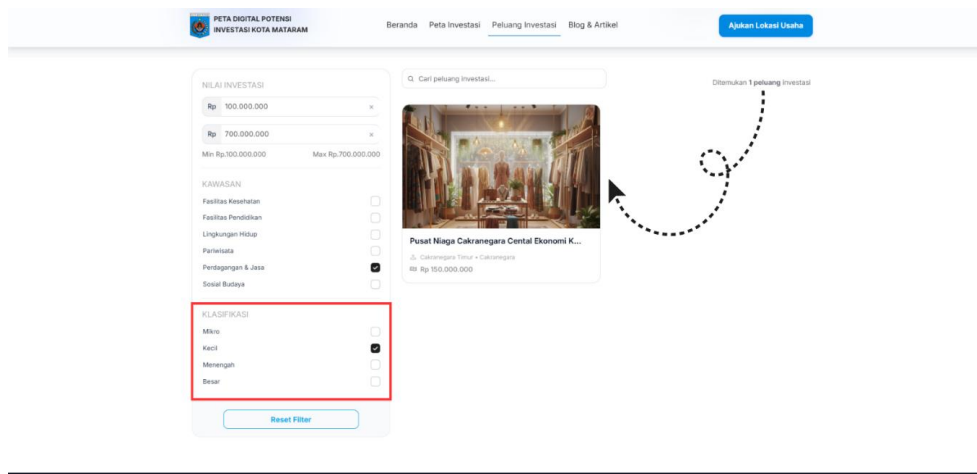 PETA DIGITAL POTENSI
INVESTASI KOTA MATARAM
Beranda Peta Investasi Peluang Investasi Blog & Artikel
Ajukan Lokasi Usaha
NILAI INVESTASI
Rp 100.000.000 ×
Rp 700.000.000 ×
Min Rp.100.000.000 Max Rp.700.000.000
KAWASAN
Fasilitas Kesehatan
Fasilitas Pendidikan
Lingkungan Hidup
Pariwisata
Perdagangan & Jasa
Sosial Budaya
KLASIFIKASI
Mikro
Kecil
Menengah
Besar
Reset Filter
Cari peluang investasi...
Ditemukan 1 peluang investasi
Pusat Niaga Cakranegara Cental Ekonomi K...
Cakranegara Timur • Cakranegara
Rp 150.000.000